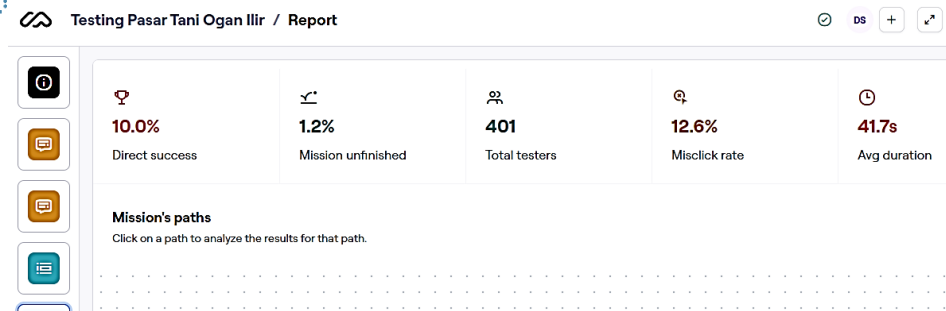 Testing Pasar Tani Ogan Ilir / Report
DS
10.0%
Direct success
1.2%
Mission unfinished
401
Total testers
12.6%
Misclick rate
41.7s
Avg duration
Mission's paths
Click on a path to analyze the results for that path.